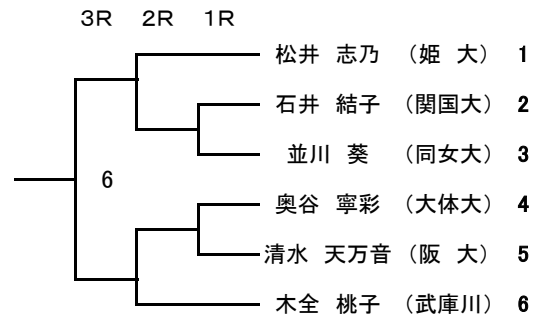 3R 2R 1R
松井 志乃 （姫 大） 1
石井 結子 （関国大） 2
並川 葵 （同女大） 3
6
奥谷 寧彩 （大体大） 4
清水 天万音 （阪 大） 5
木全 桃子 （武庫川） 6